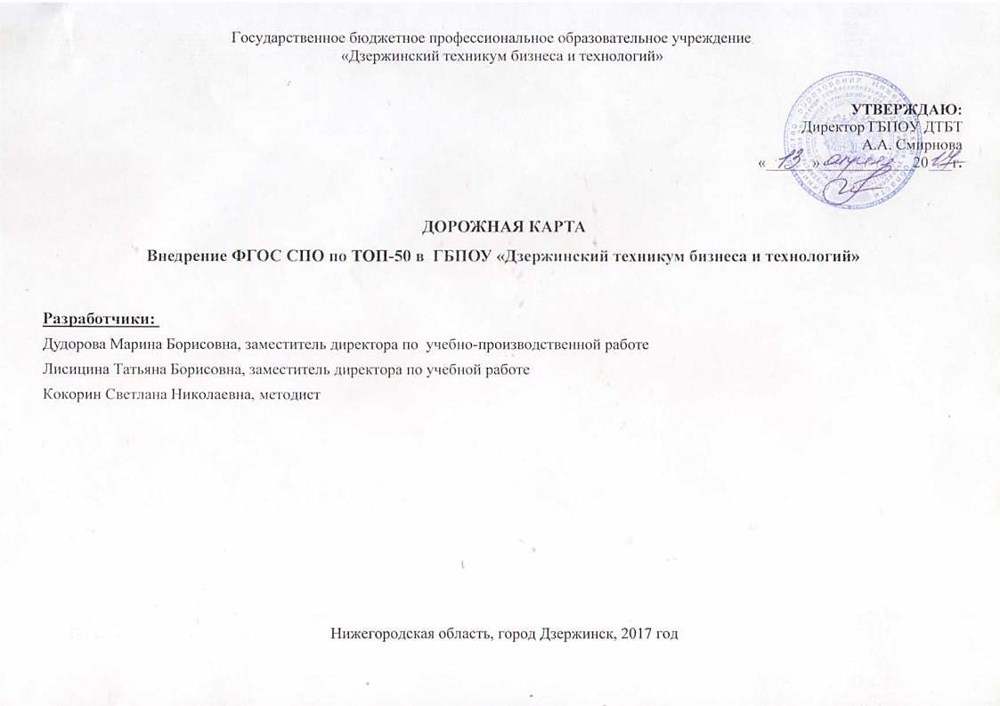 Государственное бюджетное профессиональное образовательное учреждение
«Дзержинский техникум бизнеса и технологий»
УТВЕРЖДАЮ:
Директор ГБПОУ ДТБТ
А.А. Смирнова
« 13 » апреля 2017 г.
ДОРОЖНАЯ КАРТА
Внедрение ФГОС СПО по ТОП-50 в ГБПОУ «Дзержинский техникум бизнеса и технологий»
Разработчики:
Дудорова Марина Борисовна, заместитель директора по учебно-производственной работе
Лисицина Татьяна Борисовна, заместитель директора по учебной работе
Кокорин Светлана Николаевна, методист
Нижегородская область, город Дзержинск, 2017 год